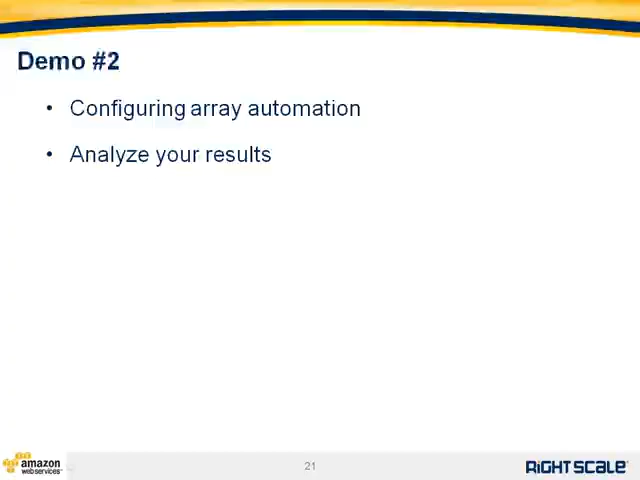 Demo #2
• Configuring array automation
• Analyze your results
amazon
webservices
21
RIGHTSCALE